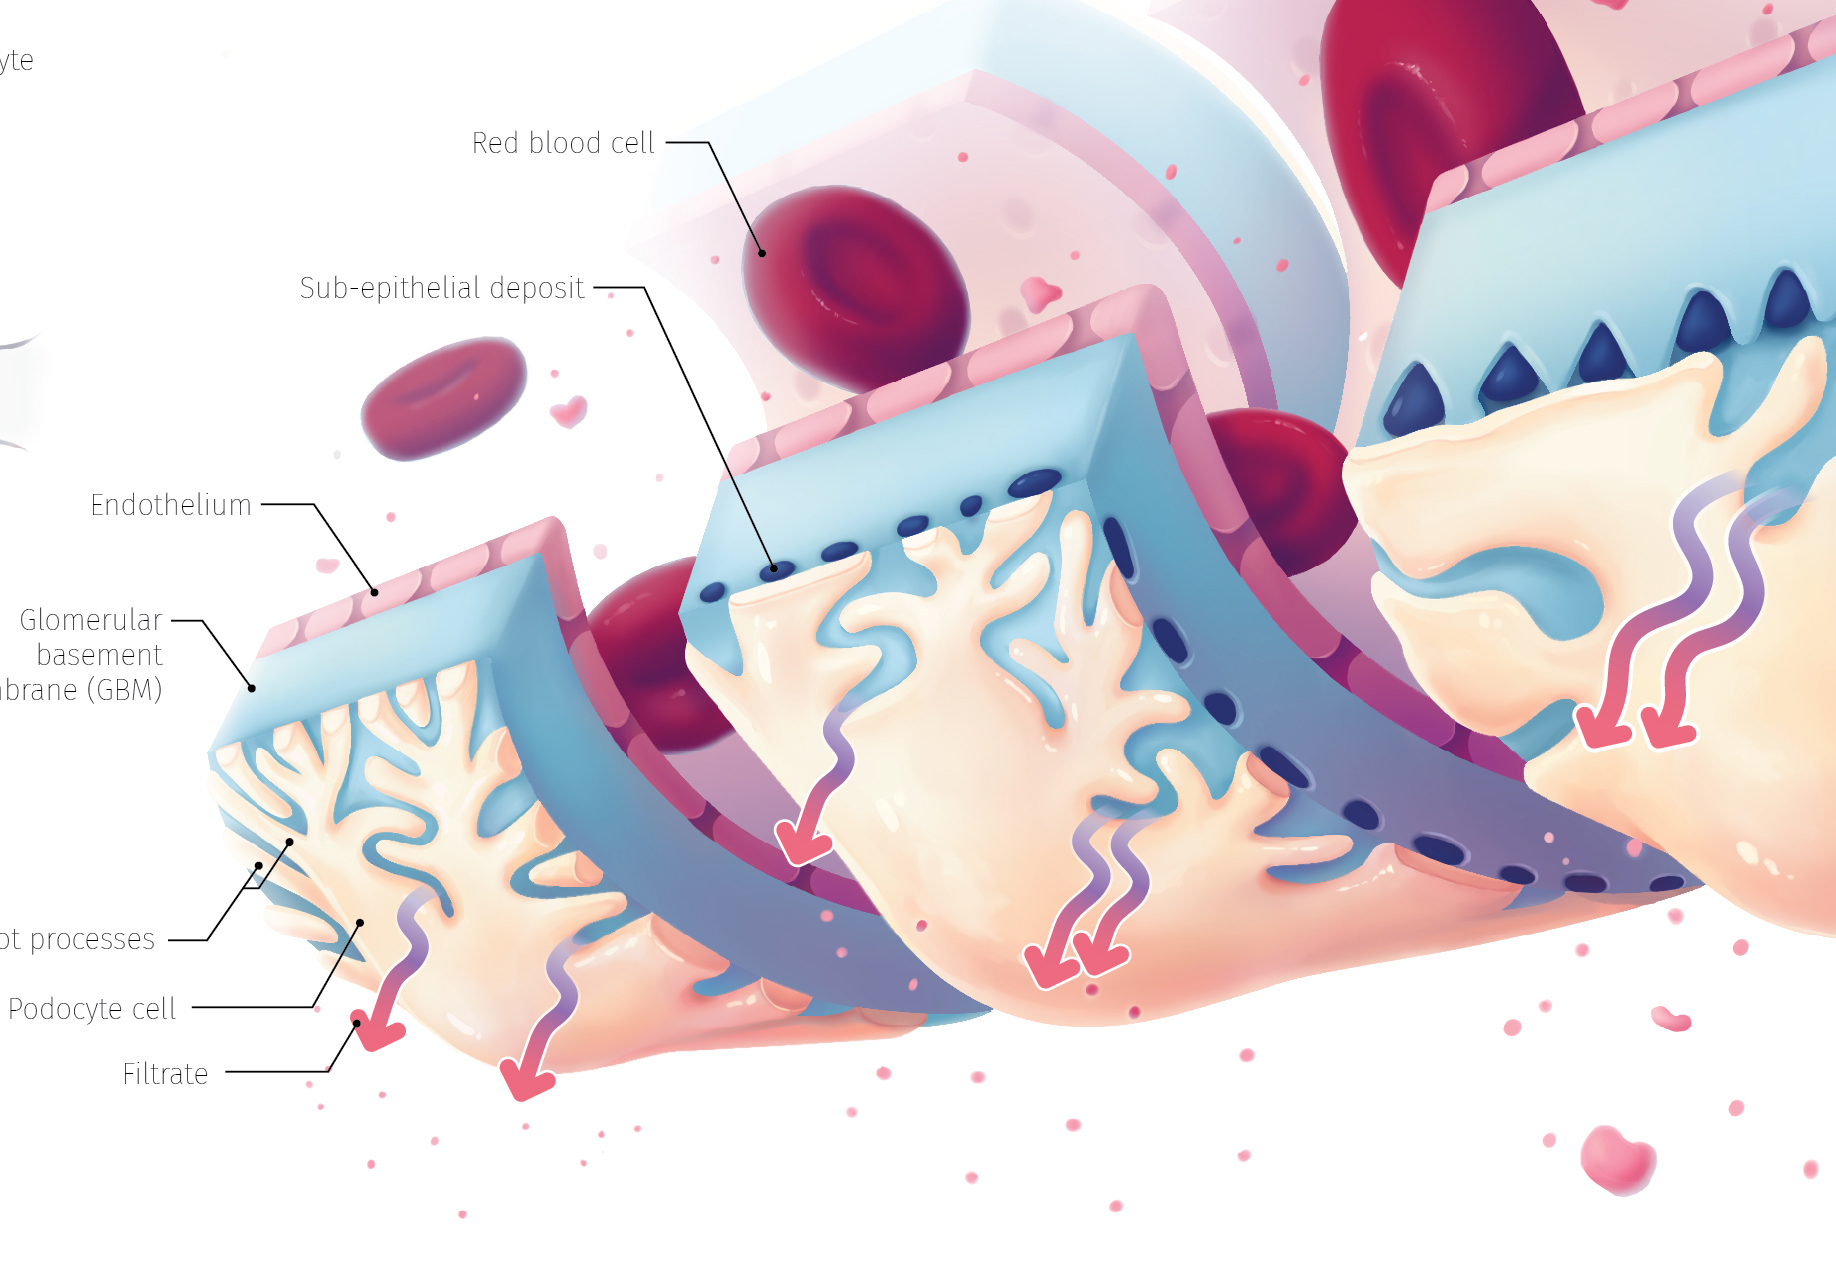 yte
Red blood cell
Sub-epithelial deposit
Endothelium
Glomerular
basement
brane (GBM)
ot processes
Podocyte cell
Filtrate